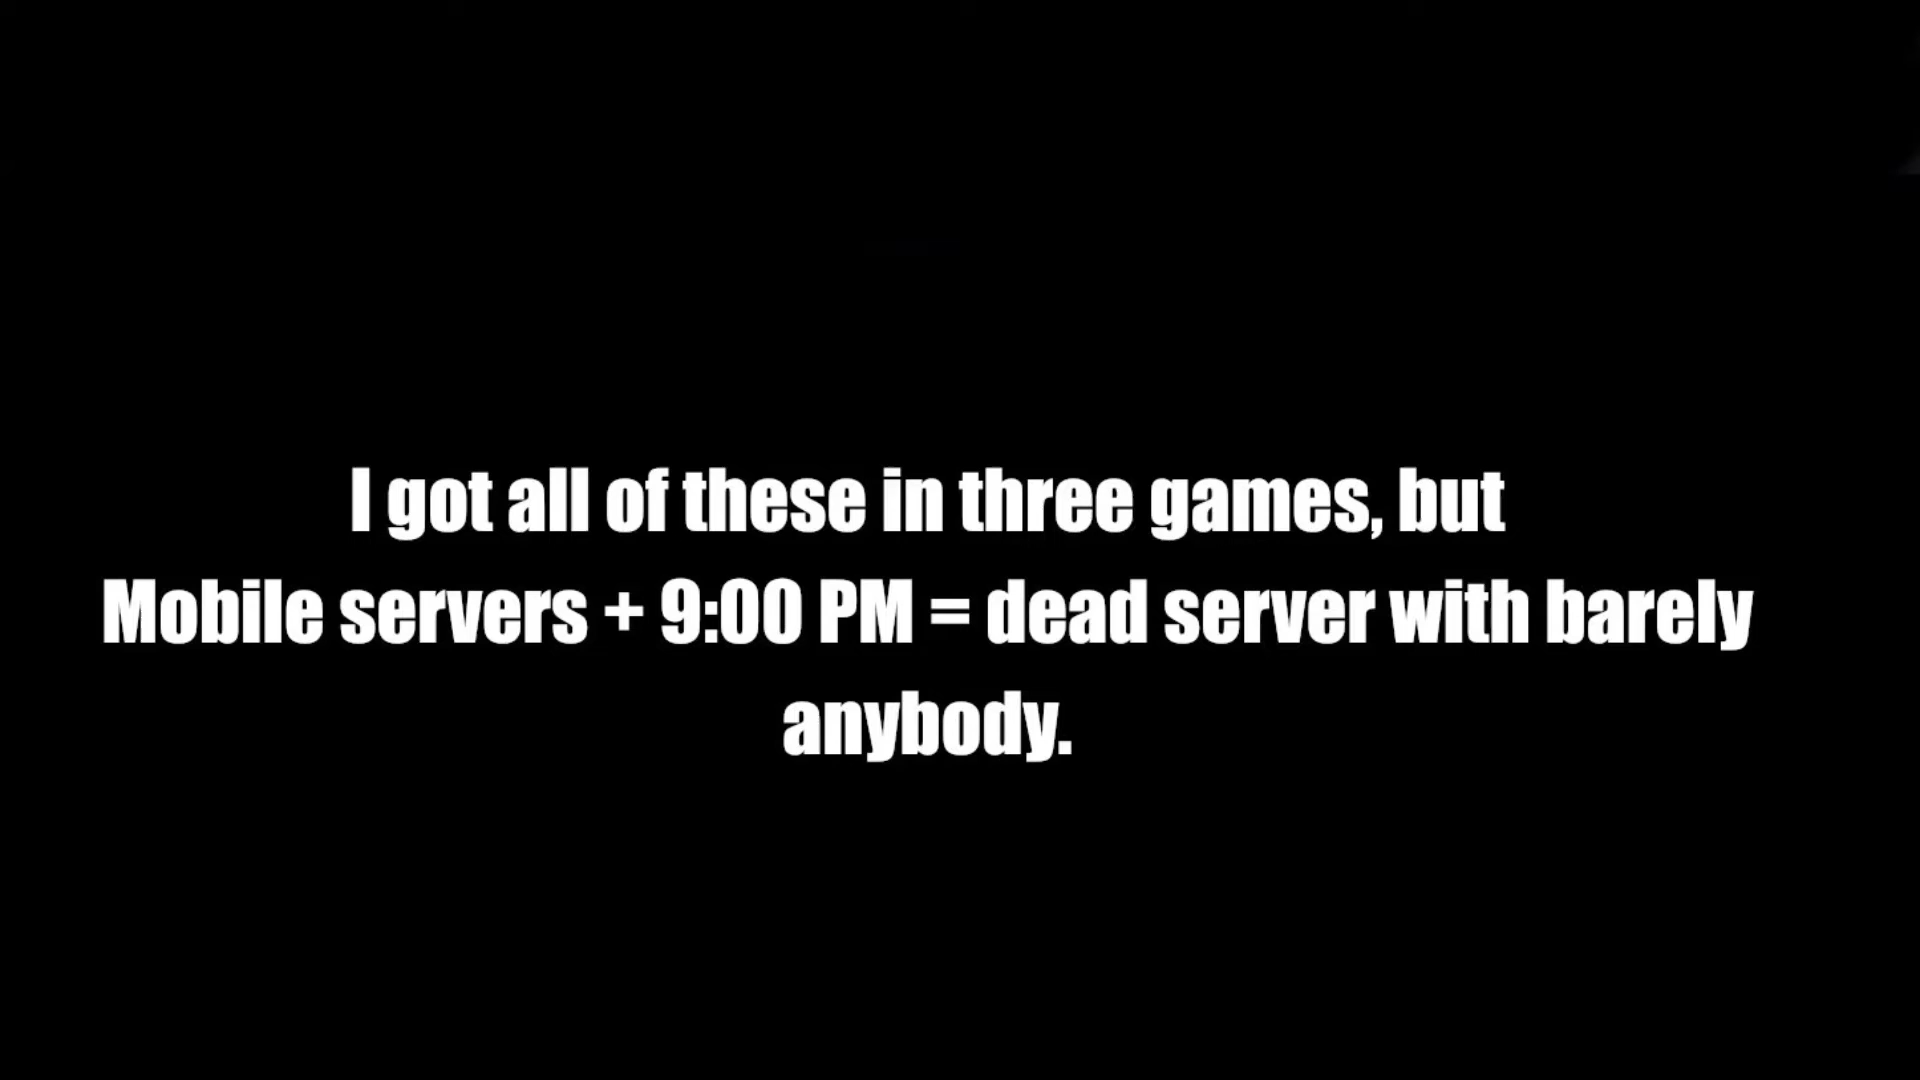 I got all of these in three games, but
Mobile servers + 9:00 PM = dead server with barely
anybody.